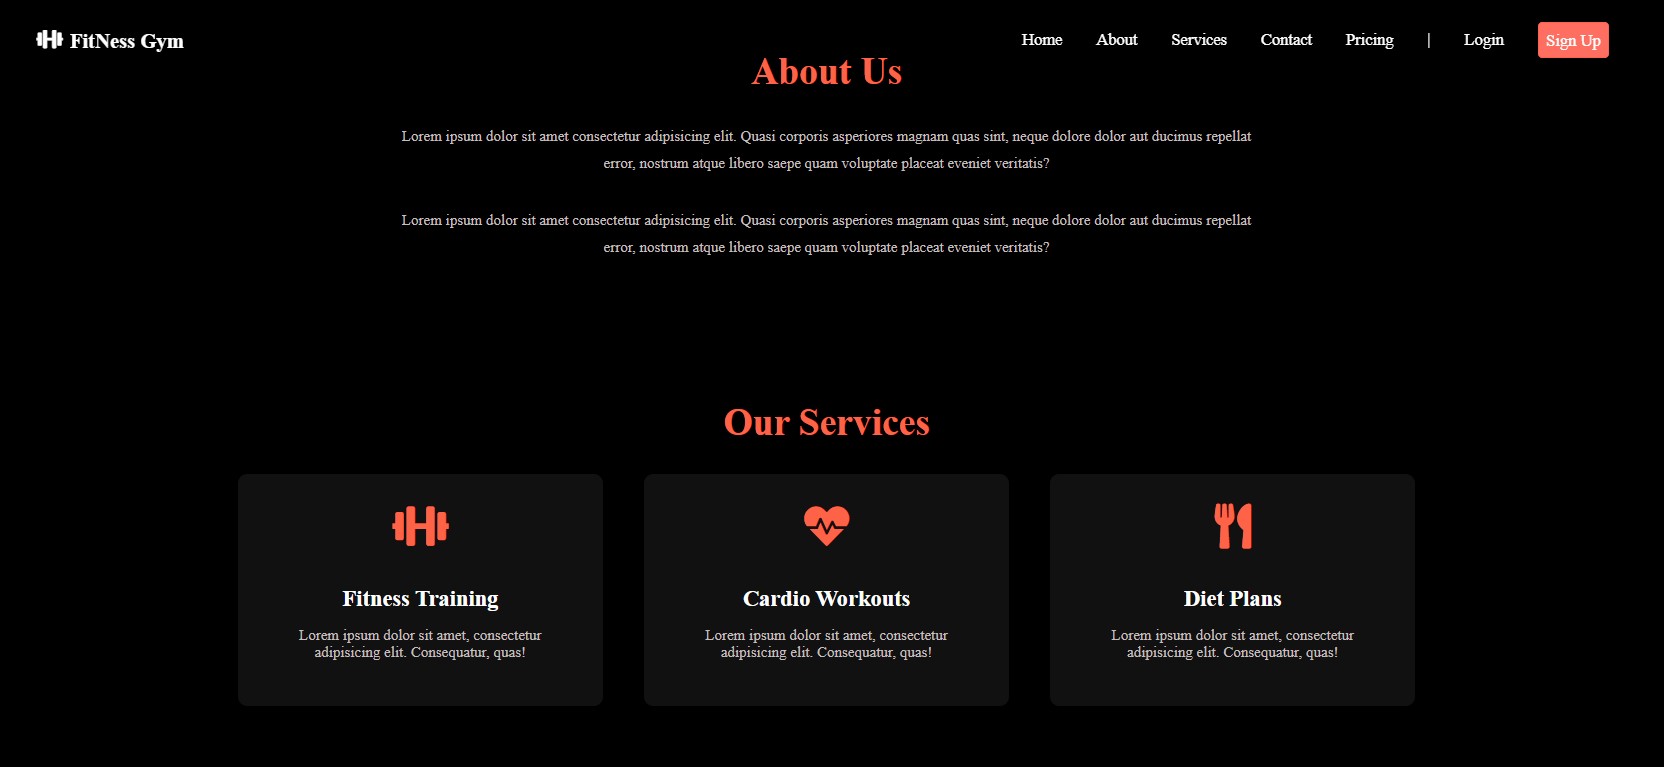 FitNess Gym
Home About Services Contact Pricing | Login Sign Up
About Us
Lorem ipsum dolor sit amet consectetur adipisicing elit. Quasi corporis asperiores magnam quas sint, neque dolore dolor aut ducimus repellat
error, nostrum atque libero saepe quam voluptate placeat eveniet veritatis?
Lorem ipsum dolor sit amet consectetur adipisicing elit. Quasi corporis asperiores magnam quas sint, neque dolore dolor aut ducimus repellat
error, nostrum atque libero saepe quam voluptate placeat eveniet veritatis?
Our Services
Fitness Training
Lorem ipsum dolor sit amet, consectetur
adipisicing elit. Consequatur, quas!
Cardio Workouts
Lorem ipsum dolor sit amet, consectetur
adipisicing elit. Consequatur, quas!
Diet Plans
Lorem ipsum dolor sit amet, consectetur
adipisicing elit. Consequatur, quas!